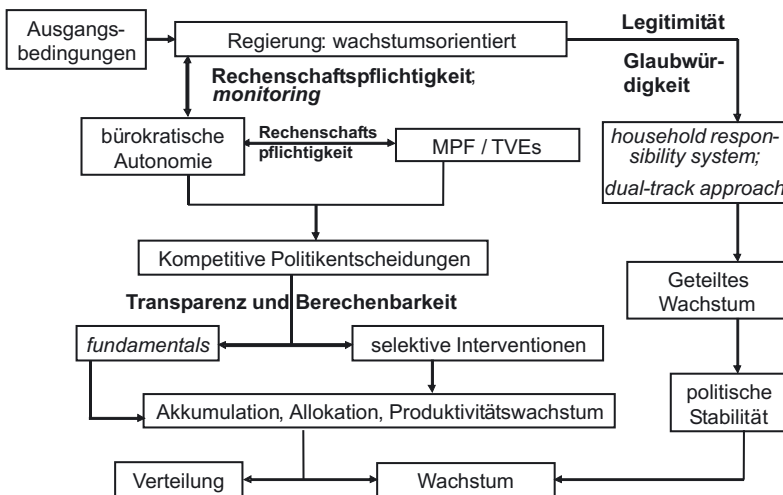 Ausgangs-
bedingungen
Regierung: wachstumsorientiert
Legitimität
Glaubwür-
digkeit
Rechenschaftspflichtigkeit;
monitoring
bürokratische
Autonomie
Rechenschafts
pflichtigkeit
MPF / TVEs
household respon-
sibility system;
dual-track approach
Kompetitive Politikentscheidungen
Geteiltes
Wachstum
Transparenz und Berechenbarkeit
fundamentals
selektive Interventionen
politische
Stabilität
Akkumulation, Allokation, Produktivitätswachstum
Verteilung
Wachstum